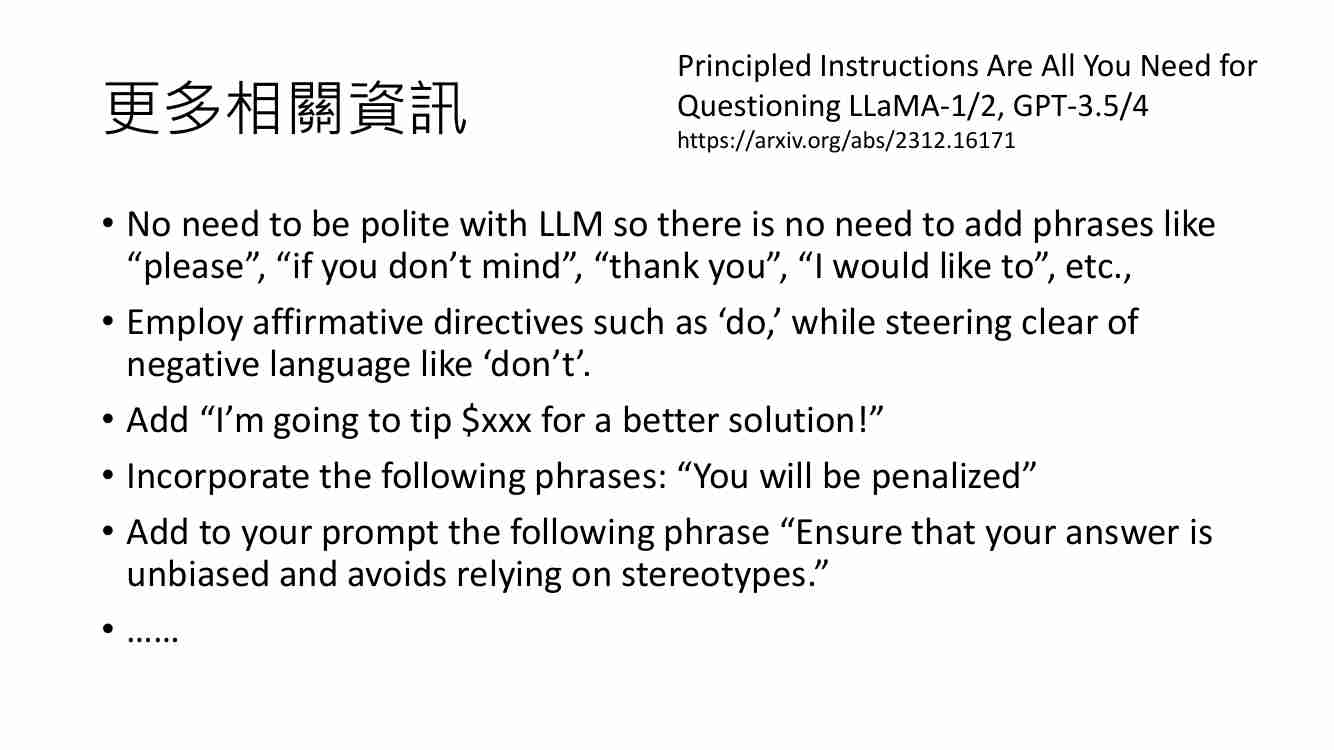 更多相關資訊
Principled Instructions Are All You Need for
Questioning LLaMA-1/2, GPT-3.5/4
https://arxiv.org/abs/2312.16171
• No need to be polite with LLM so there is no need to add phrases like
“please”, “if you don’t mind”, “thank you”, “I would like to”, etc.,
• Employ affirmative directives such as ‘do,’ while steering clear of
negative language like ‘don’t’.
• Add “I’m going to tip $xxx for a better solution!”
• Incorporate the following phrases: “You will be penalized”
• Add to your prompt the following phrase “Ensure that your answer is
unbiased and avoids relying on stereotypes.”
• ……